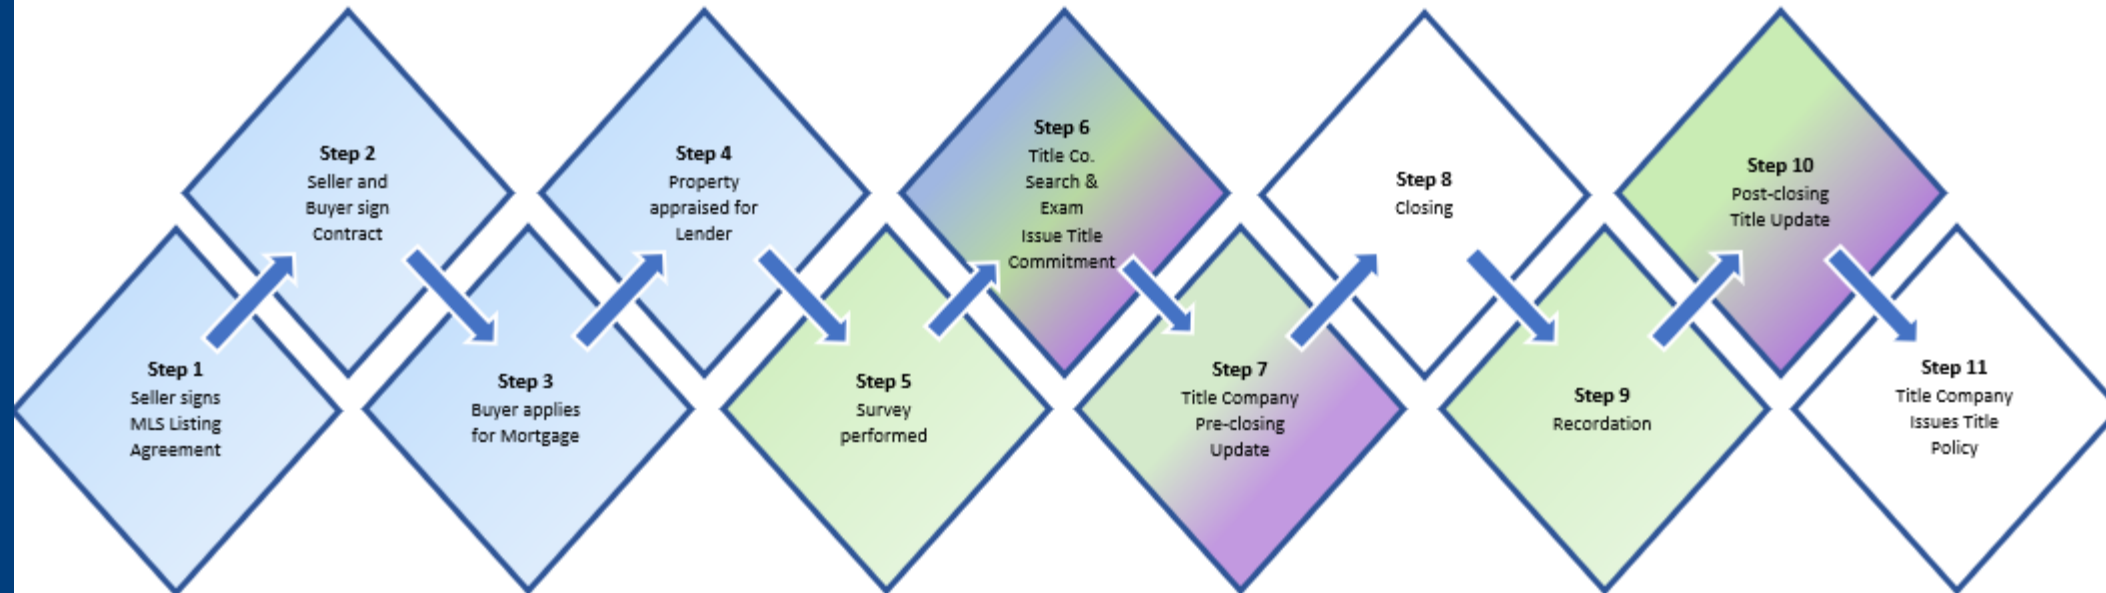 Step 1
Seller signs
MLS Listing
Agreement
Step 2
Seller and
Buyer sign
Contract
Step 3
Buyer applies
for Mortgage
Step 4
Property
appraised for
Lender
Step 5
Survey
performed
Step 6
Title Co.
Search &
Exam
Issue Title
Commitment
Step 7
Title Company
Pre-closing
Update
Step 8
Closing
Step 9
Recordation
Step 10
Post-closing
Title Update
Step 11
Title Company
Issues Title
Policy